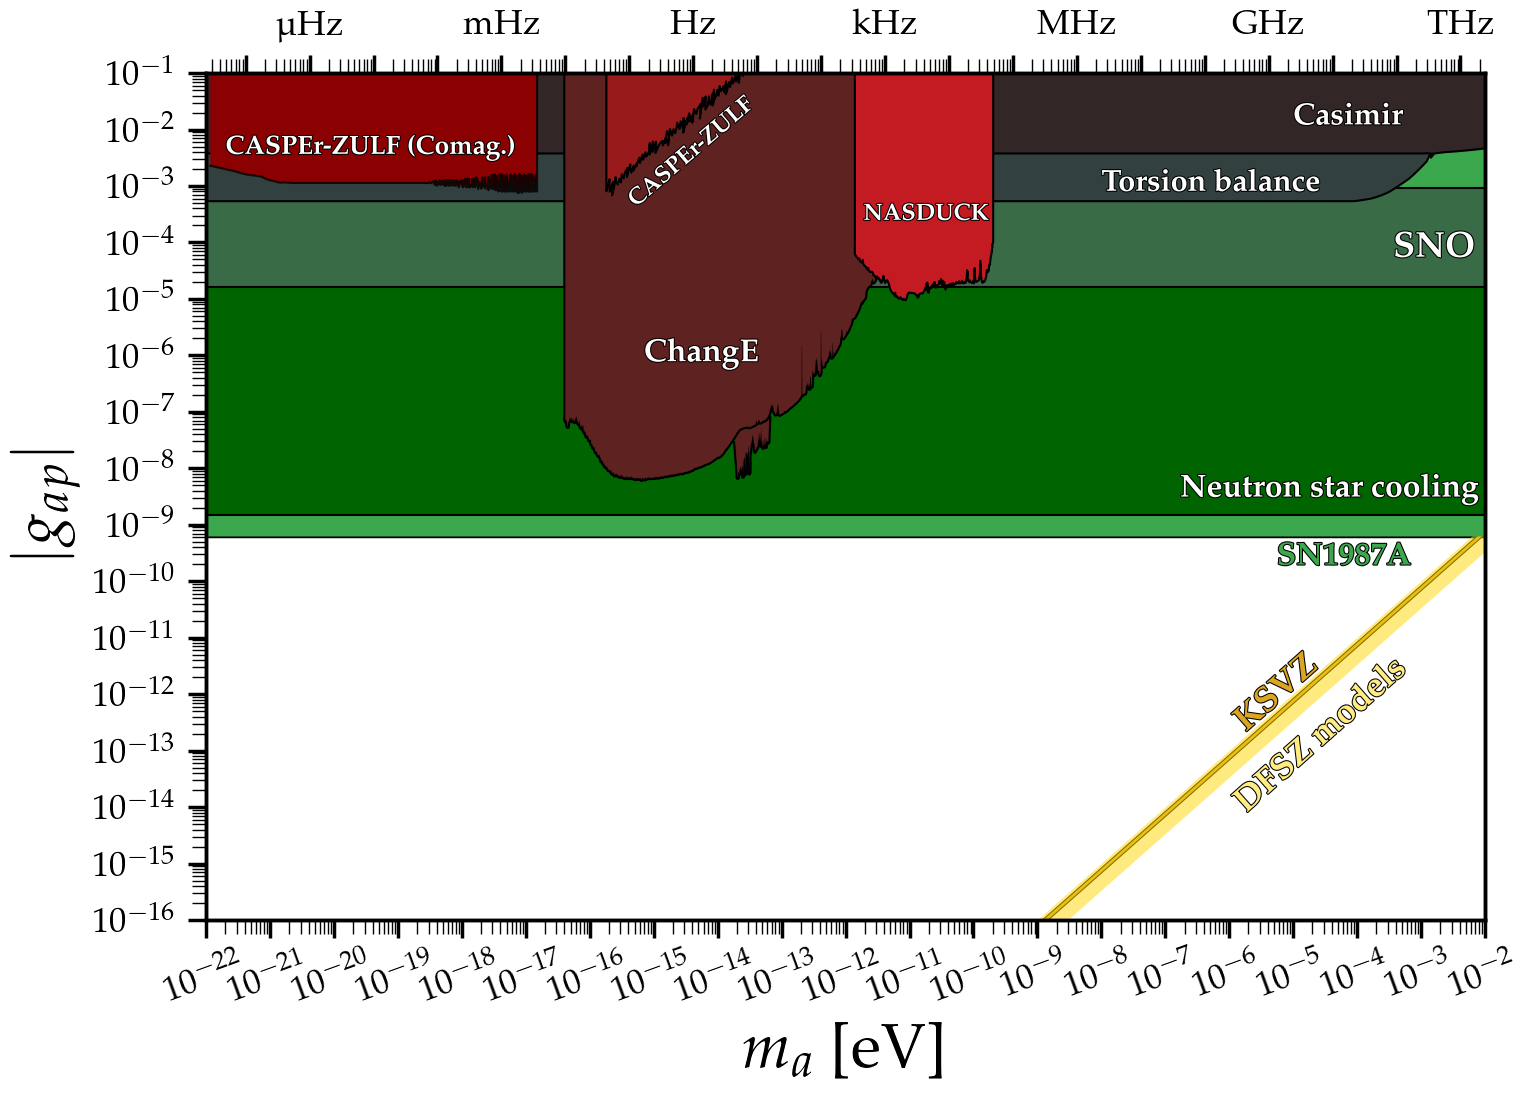 μHz mHz Hz kHz MHz GHz THz
10⁻¹
10⁻²
10⁻³
10⁻⁴
10⁻⁵
10⁻⁶
10⁻⁷
10⁻⁸
10⁻⁹
10⁻¹⁰
10⁻¹¹
10⁻¹²
10⁻¹³
10⁻¹⁴
10⁻¹⁵
10⁻¹⁶
|g_ap|
CASPEr-ZULF (Comag.)
CASPEr-ZULF
Casimir
Torsion balance
NASDUCK
SNO
ChangE
Neutron star cooling
SN1987A
KSVZ
DFSZ models
10⁻²² 10⁻²¹ 10⁻²⁰ 10⁻¹⁹ 10⁻¹⁸ 10⁻¹⁷ 10⁻¹⁶ 10⁻¹⁵ 10⁻¹⁴ 10⁻¹³ 10⁻¹² 10⁻¹¹ 10⁻¹⁰ 10⁻⁹ 10⁻⁸ 10⁻⁷ 10⁻⁶ 10⁻⁵ 10⁻⁴ 10⁻³ 10⁻²
m_a [eV]